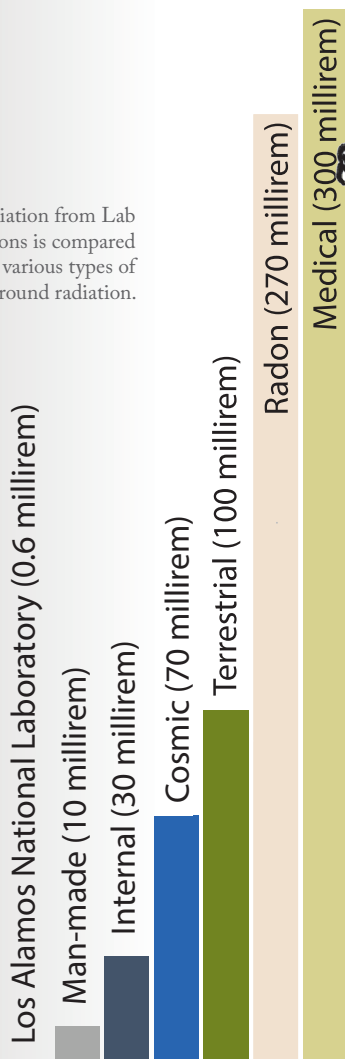 iation from Lab
ons is compared
various types of
round radiation.
Los Alamos National Laboratory (0.6 millirem)
Man-made (10 millirem)
Internal (30 millirem)
Cosmic (70 millirem)
Terrestrial (100 millirem)
Radon (270 millirem)
Medical (300 millirem)